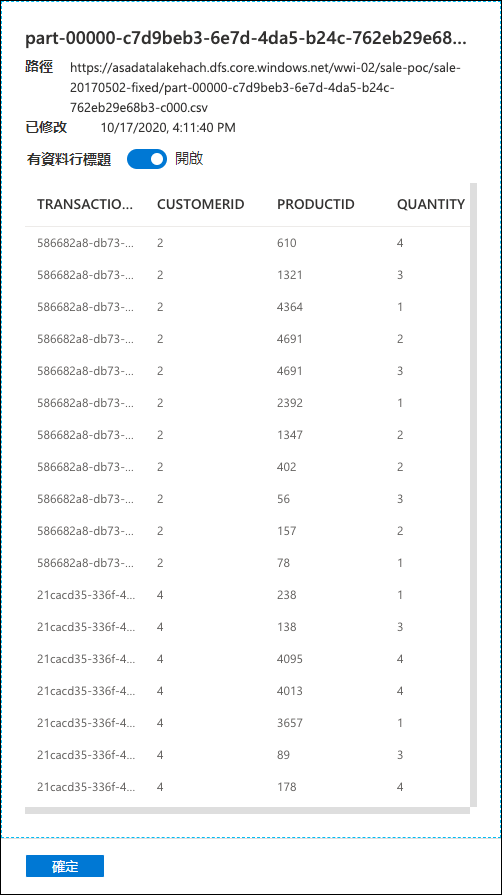 part-00000-c7d9beb3-6e7d-4da5-b24c-762eb29e68...
路徑 https://asadatalakehach.dfs.core.windows.net/wwi-02/sale-poc/sale-
20170502-fixed/part-00000-c7d9beb3-6e7d-4da5-b24c-
762eb29e68b3-c000.csv
已修改 10/17/2020, 4:11:40 PM
有資料行標題 開啟
TRANSACTIO... CUSTOMERID PRODUCTID QUANTITY
586682a8-db73-... 2 610 4
586682a8-db73-... 2 1321 3
586682a8-db73-... 2 4364 1
586682a8-db73-... 2 4691 2
586682a8-db73-... 2 4691 3
586682a8-db73-... 2 2392 1
586682a8-db73-... 2 1347 2
586682a8-db73-... 2 402 2
586682a8-db73-... 2 56 3
586682a8-db73-... 2 157 2
586682a8-db73-... 2 78 1
21cacd35-336f-4... 4 238 1
21cacd35-336f-4... 4 138 3
21cacd35-336f-4... 4 4095 4
21cacd35-336f-4... 4 4013 4
21cacd35-336f-4... 4 3657 1
21cacd35-336f-4... 4 89 3
21cacd35-336f-4... 4 178 4
確定